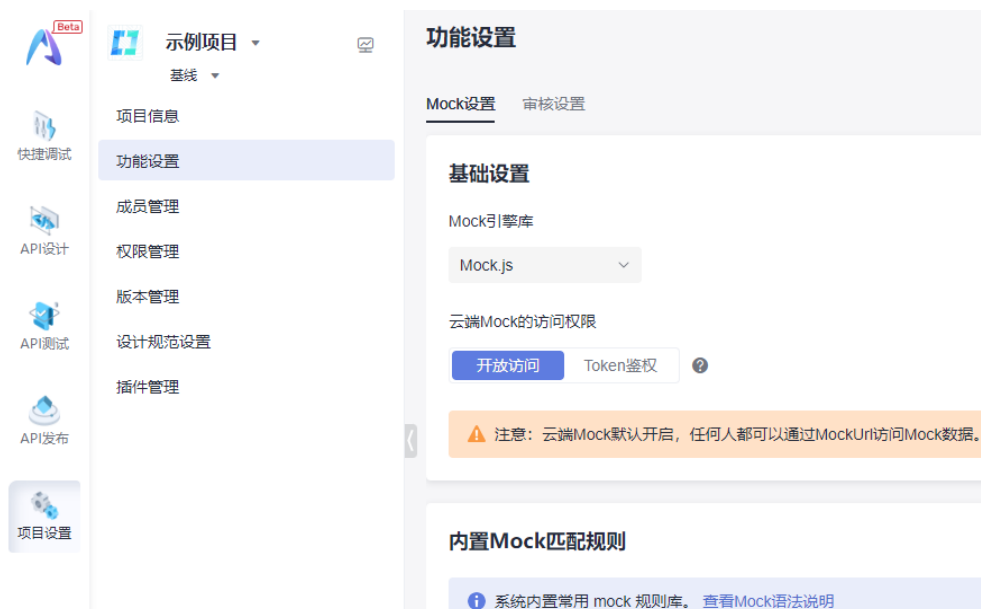 Beta
快捷调试
API设计
API测试
API发布
项目设置
示例项目
基线
项目信息
功能设置
成员管理
权限管理
版本管理
设计规范设置
插件管理
功能设置
Mock设置 审核设置
基础设置
Mock引擎库
Mock.js
云端Mock的访问权限
开放访问 Token鉴权
注意：云端Mock默认开启，任何人都可以通过MockUrl访问Mock数据。
内置Mock匹配规则
系统内置常用 mock 规则库。 查看Mock语法说明